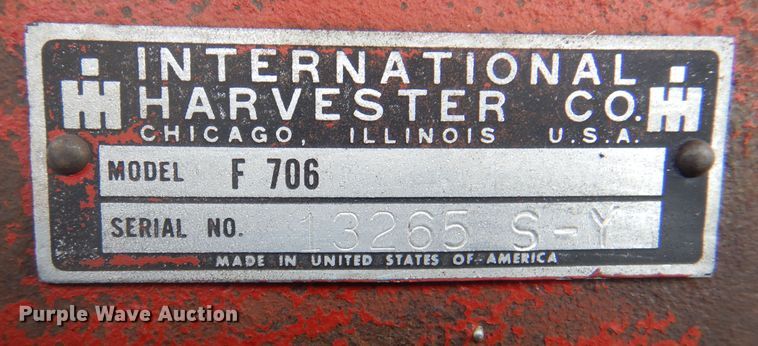 INTERNATIONAL
HARVESTER CO.
CHICAGO, ILLINOIS U.S.A.
MODEL F 706
SERIAL NO. 13265 S-Y
MADE IN UNITED STATES OF AMERICA
Purple Wave Auction